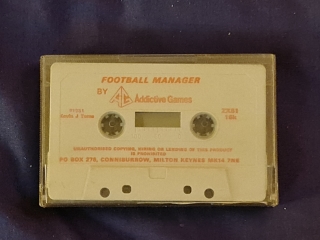 FOOTBALL MANAGER
BY Addictive Games
UNAUTHORISED COPYING, HIRING OR LENDING OF THIS PRODUCT
IS PROHIBITED
PO BOX 278, CONNIBURROW, MILTON KEYNES MK14 7NE